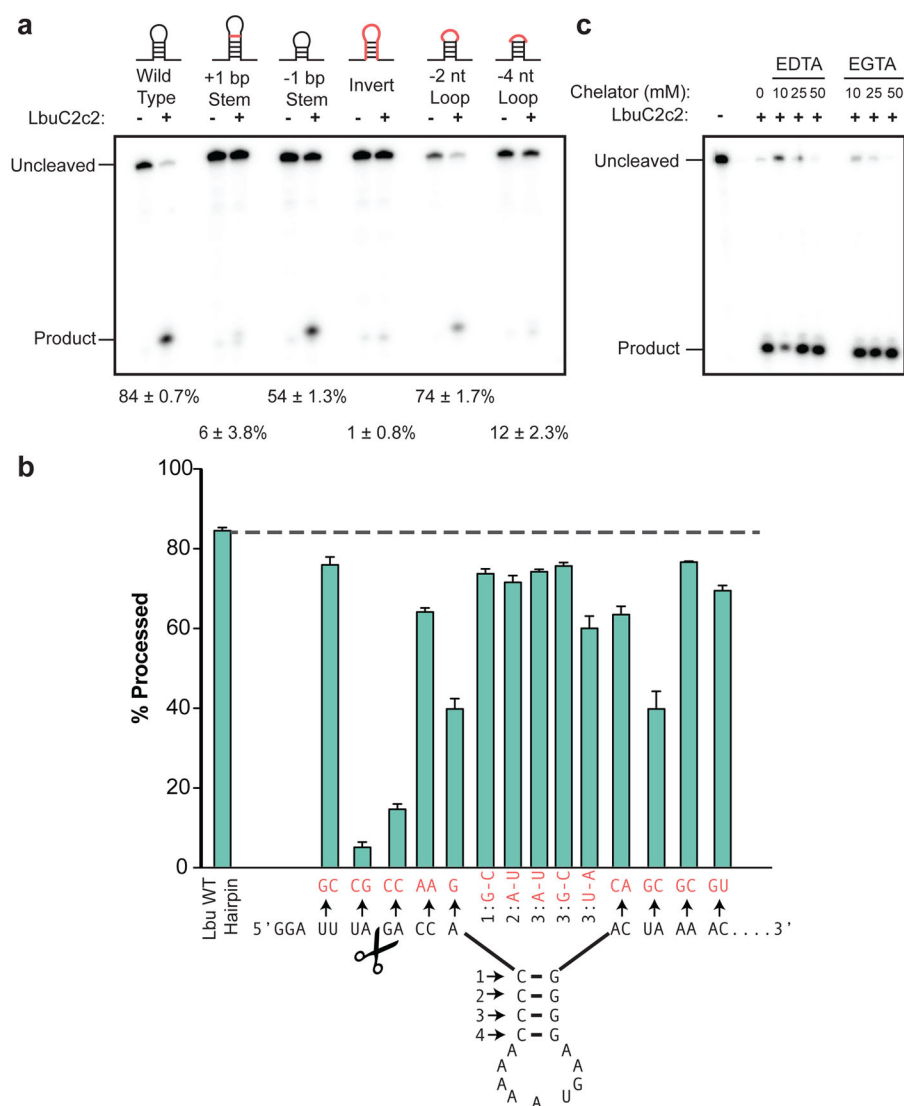 a
Wild Type
+1 bp Stem
-1 bp Stem
Invert
-2 nt Loop
-4 nt Loop
LbuC2c2: - + - + - + - + - + - +
Uncleaved
Product
84 ± 0.7%
54 ± 1.3%
74 ± 1.7%
6 ± 3.8%
1 ± 0.8%
12 ± 2.3%
c
EDTA EGTA
Chelator (mM): 0 10 25 50 10 25 50
LbuC2c2: - + + + + + + +
Uncleaved
Product
b
% Processed
100
80
60
40
20
0
Lbu WT Hairpin
GC CG CC AA G 1:G-C 2:A-U 3:A-U 3:G-C 3:U-A CA GC GC GU
5'GGA UU UA GA CC A AC UA AA AC....3'
1 C G
2 C G
3 C G
4 C G
A A
A A
A G
A A U